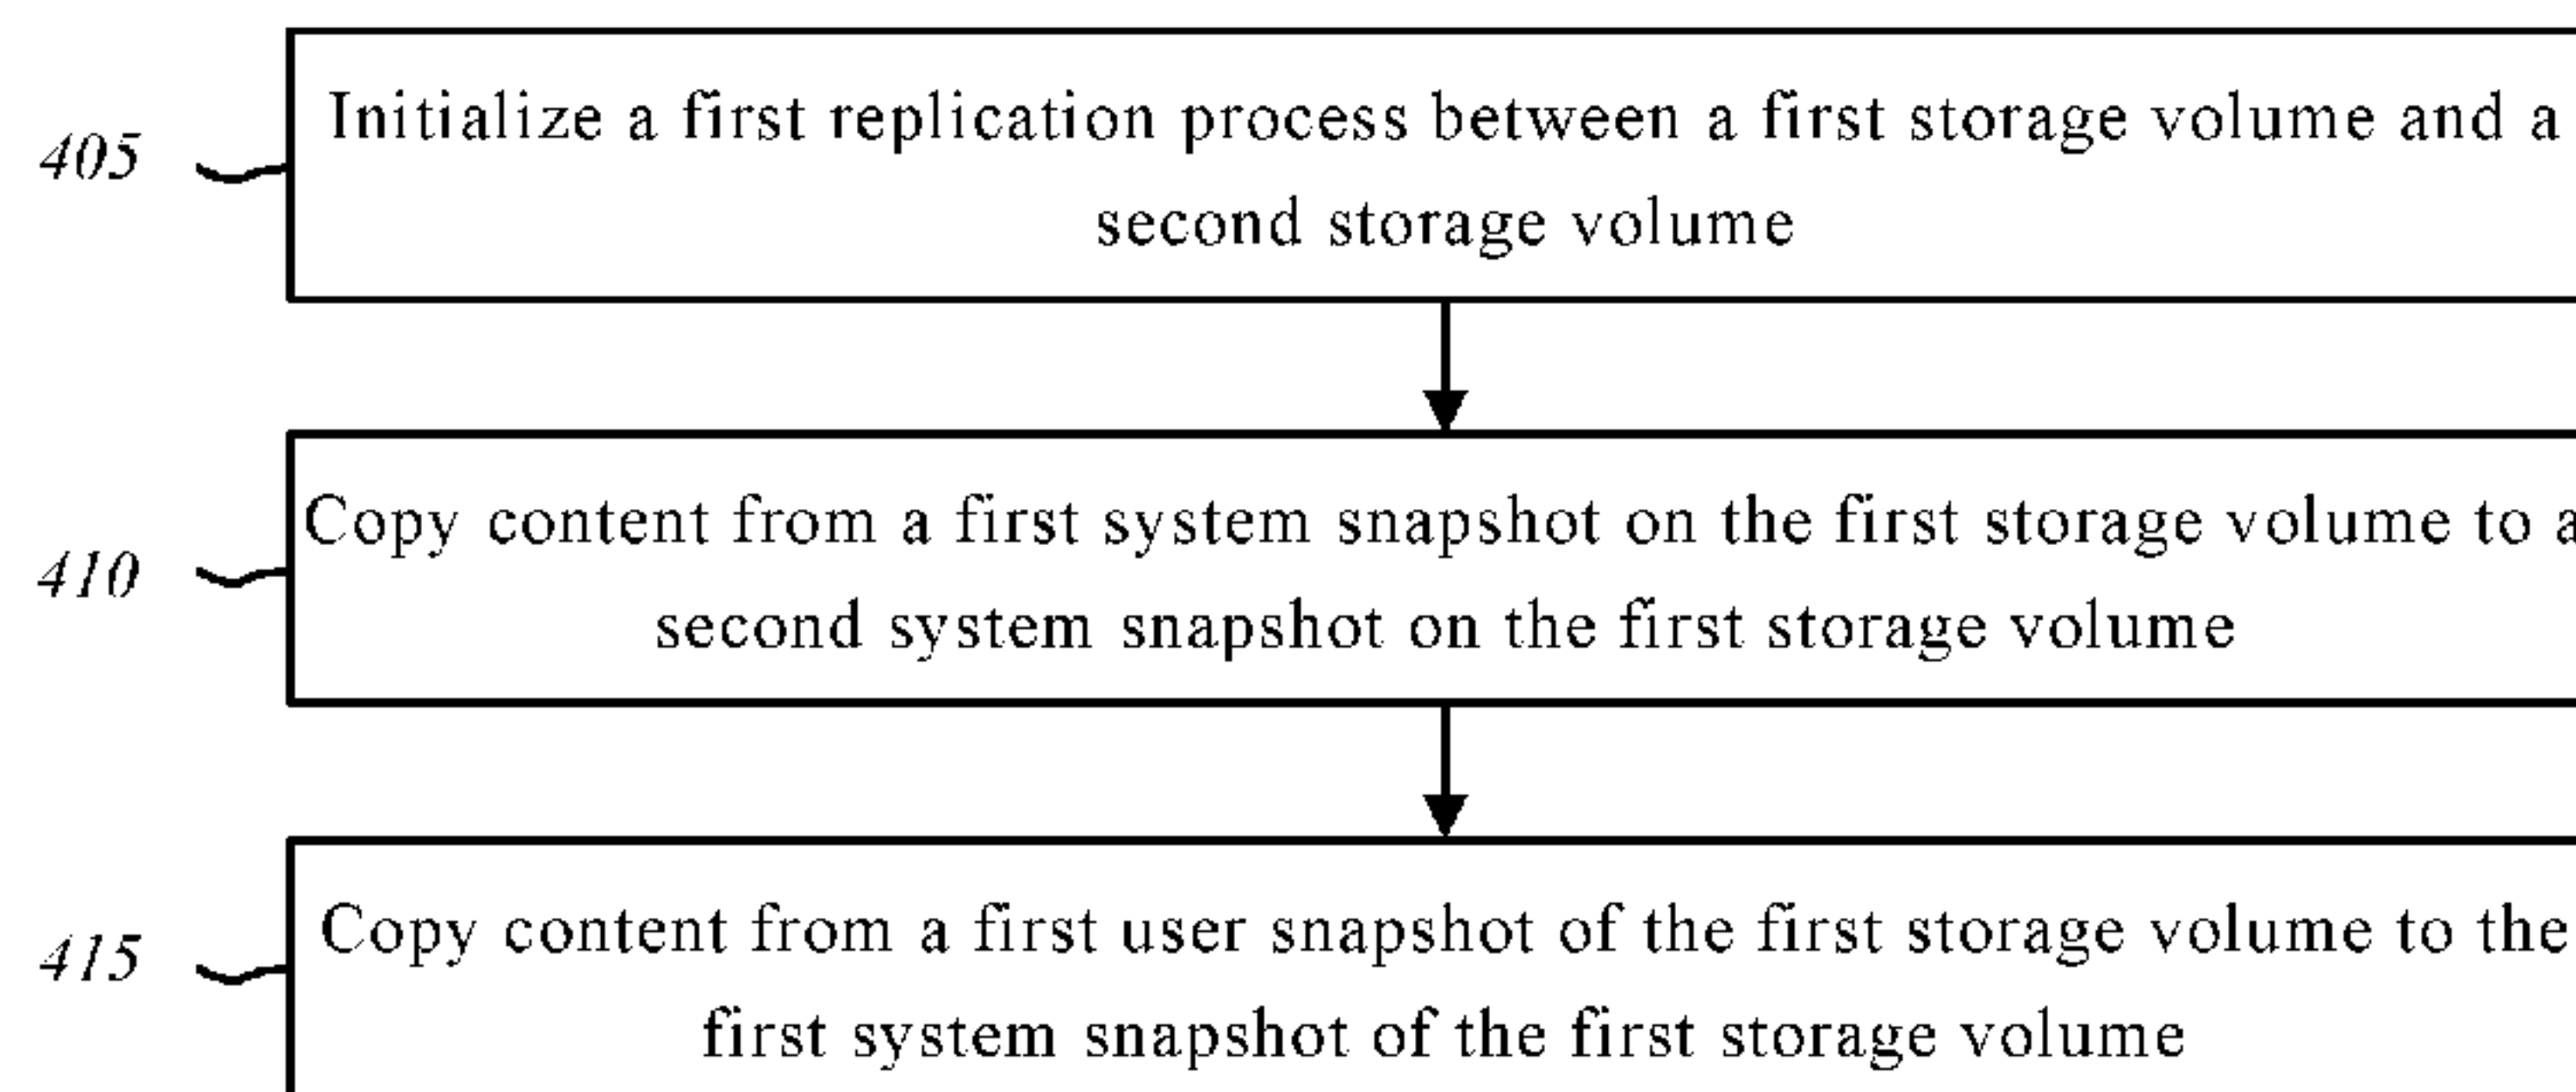 405
Initialize a first replication process between a first storage volume and a
second storage volume
410
Copy content from a first system snapshot on the first storage volume to a
second system snapshot on the first storage volume
415
Copy content from a first user snapshot of the first storage volume to the
first system snapshot of the first storage volume